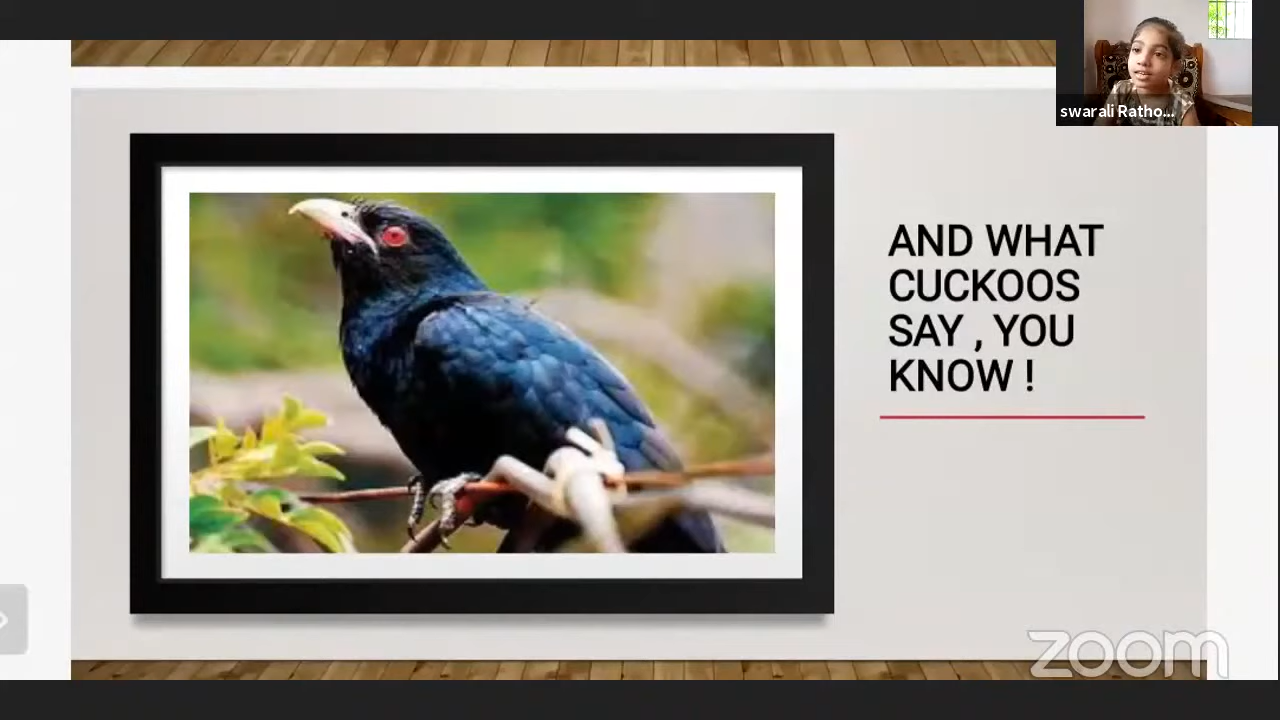 swarali Ratho...
AND WHAT
CUCKOOS
SAY , YOU
KNOW !
zoom